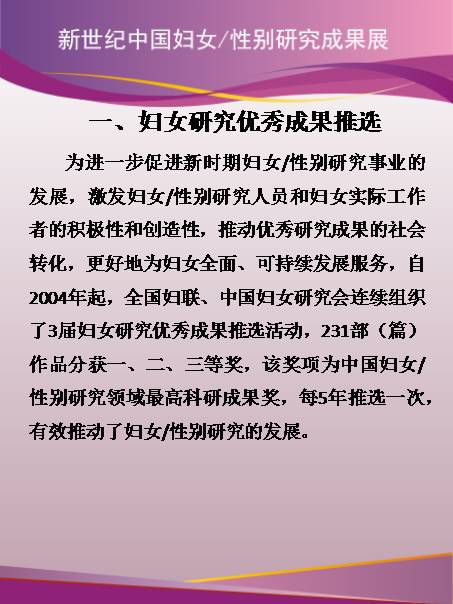 新世纪中国妇女/性别研究成果展
一、妇女研究优秀成果推选
为进一步促进新时期妇女/性别研究事业的
发展，激发妇女/性别研究人员和妇女实际工作
者的积极性和创造性，推动优秀研究成果的社会
转化，更好地为妇女全面、可持续发展服务，自
2004年起，全国妇联、中国妇女研究会连续组织
了3届妇女研究优秀成果推选活动，231部（篇）
作品分获一、二、三等奖，该奖项为中国妇女/
性别研究领域最高科研成果奖，每5年推选一次，
有效推动了妇女/性别研究的发展。